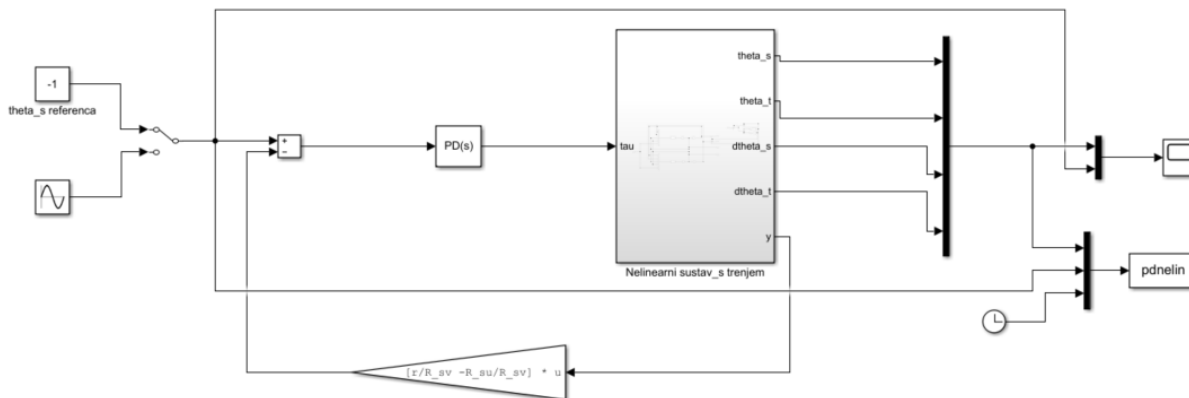 -1
theta_s referenca
+
−
PD(s)
tau
theta_s
theta_t
dtheta_s
dtheta_t
y
Nelinearni sustav_s trenjem
pdnelin
[r/R_sv -R_su/R_sv] * u